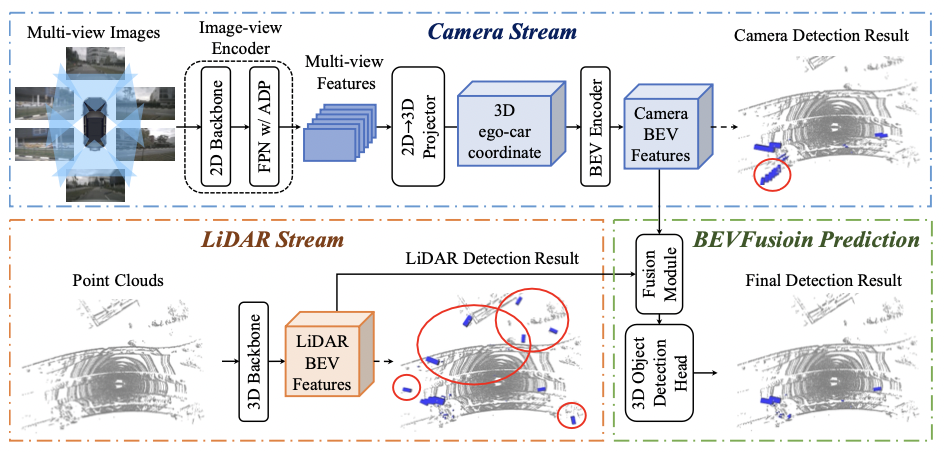 Camera Stream
Multi-view Images
Image-view
Encoder
2D Backbone
FPN w/ ADP
Multi-view
Features
2D→3D
Projector
3D
ego-car
coordinate
BEV Encoder
Camera
BEV
Features
Camera Detection Result
LiDAR Stream
Point Clouds
3D Backbone
LiDAR
BEV
Features
LiDAR Detection Result
BEVFusioin Prediction
Fusion
Module
3D Object
Detection
Head
Final Detection Result